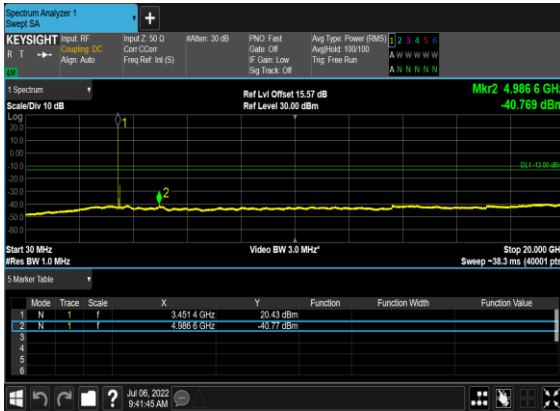 Spectrum Analyzer 1
Swept SA
+
KEYSIGHT Input: RF Input Z: 50 Ω #Atten: 30 dB PNO: Fast Avg Type: Power (RMS) 1 2 3 4 5 6
R T Coupling: DC Corr CCorr Gate: Off Avg|Hold: 100/100 A W W W W W
Align: Auto Freq Ref: Int (S) IF Gain: Low Trig: Free Run
Sig Track: Off A N N N N N
1 Spectrum
Ref Lvl Offset 15.57 dB Mkr2 4.986 6 GHz
Scale/Div 10 dB Ref Level 30.00 dBm -40.769 dBm
Log
20.0
10.0
0.00
-10.0
-20.0
-30.0
-40.0
-50.0
-60.0
1
2
DL1 -13.00 dBm
Start 30 MHz Video BW 3.0 MHz* Stop 20.000 GH
#Res BW 1.0 MHz Sweep ~38.3 ms (40001 pts
5 Marker Table
Mode Trace Scale X Y Function Function Width Function Value
1 N 1 f 3.451 4 GHz 20.43 dBm
2 N 1 f 4.986 6 GHz -40.77 dBm
3
4
5
6
? Jul 06, 2022
9:41:45 AM